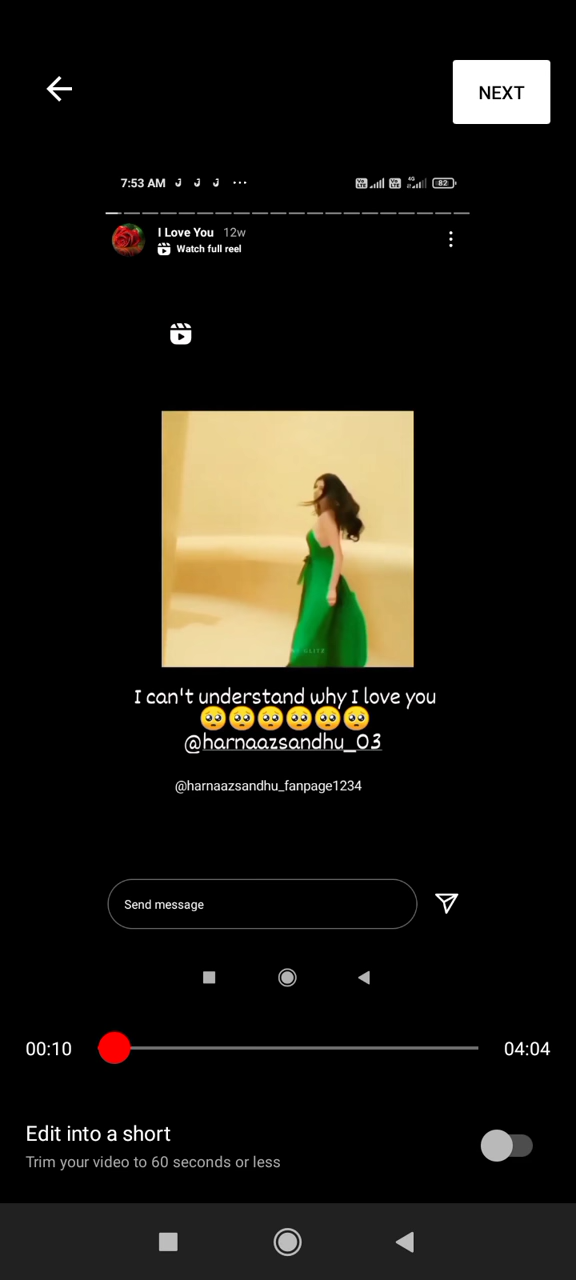 NEXT
7:53 AM
82
I Love You 12w
Watch full reel
I can't understand why I love you
🥺🥺🥺🥺🥺🥺
@harnaazsandhu_03
@harnaazsandhu_fanpage1234
Send message
00:10
04:04
Edit into a short
Trim your video to 60 seconds or less